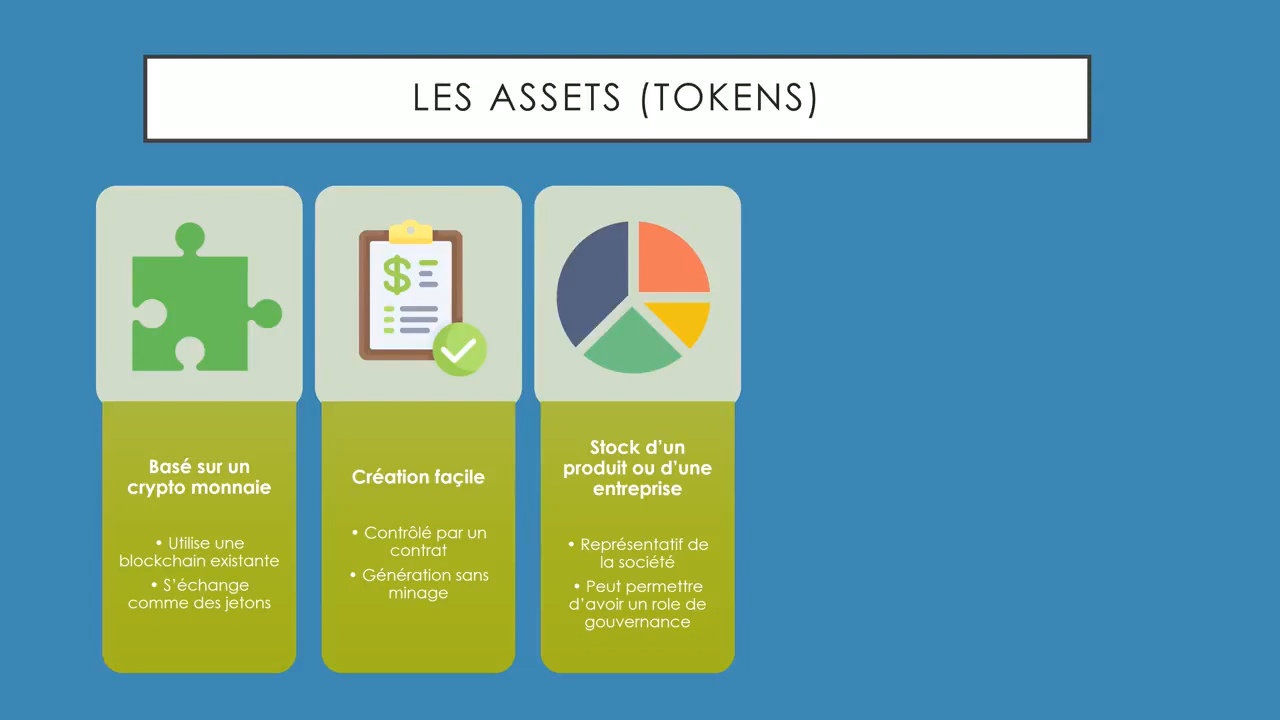 LES ASSETS (TOKENS)
$
Basé sur un
crypto monnaie
• Utilise une
blockchain existante
• S'échange
comme des jetons
Création façile
• Contrôlé par un
contrat
• Génération sans
minage
Stock d'un
produit ou d'une
entreprise
• Représentatif de
la société
• Peut permettre
d'avoir un role de
gouvernance